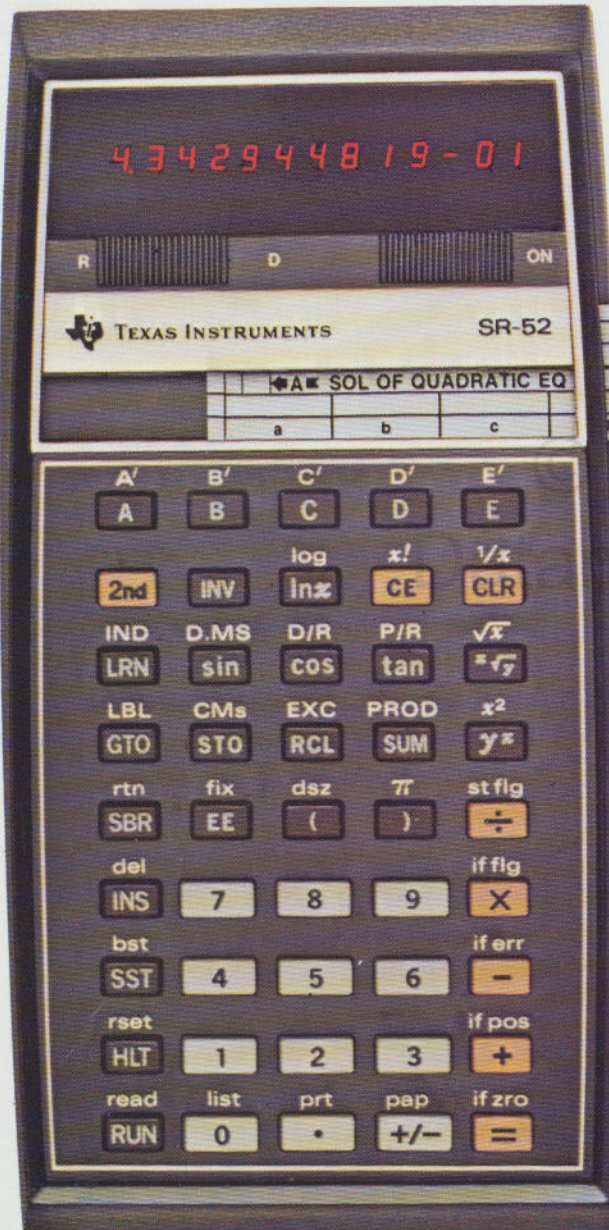 4.342944819-01
R D ON
TEXAS INSTRUMENTS SR-52
A SOL OF QUADRATIC EQ
a b c
A′ B′ C′ D′ E′
A B C D E
log x! 1/x
2nd INV lnx CE CLR
IND D.MS D/R P/R √x
LRN sin cos tan ˣ√y
LBL CMs EXC PROD x²
GTO STO RCL SUM yˣ
rtn fix dsz π st flg
SBR EE ( ) ÷
del if flg
INS 7 8 9 ×
bst if err
SST 4 5 6 −
rset if pos
HLT 1 2 3 +
read list prt pap if zro
RUN 0 . +/− =